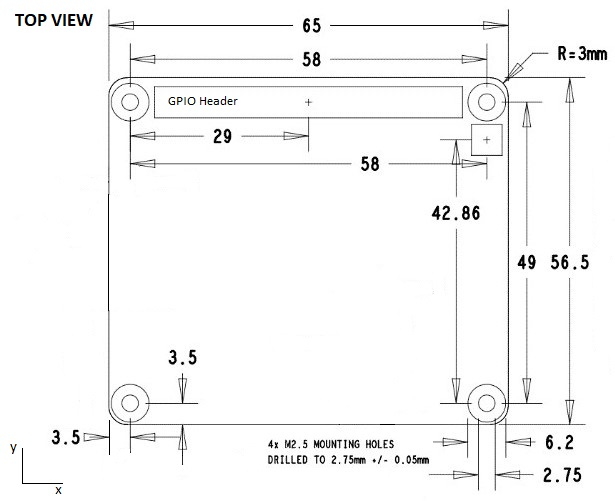 TOP VIEW
65
58
R=3mm
GPIO Header
29
58
42.86
49
56.5
3.5
3.5
4x M2.5 MOUNTING HOLES
DRILLED TO 2.75mm +/- 0.05mm
6.2
2.75
y
x